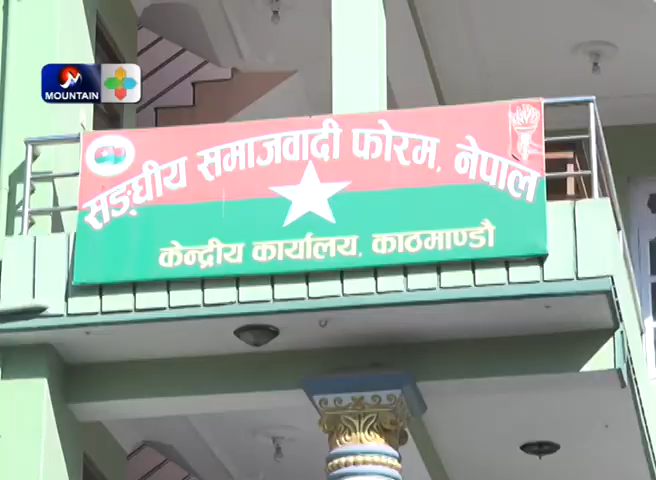 MOUNTAIN
सङ्घीय समाजवादी फोरम, नेपाल
केन्द्रीय कार्यालय, काठमाण्डौ